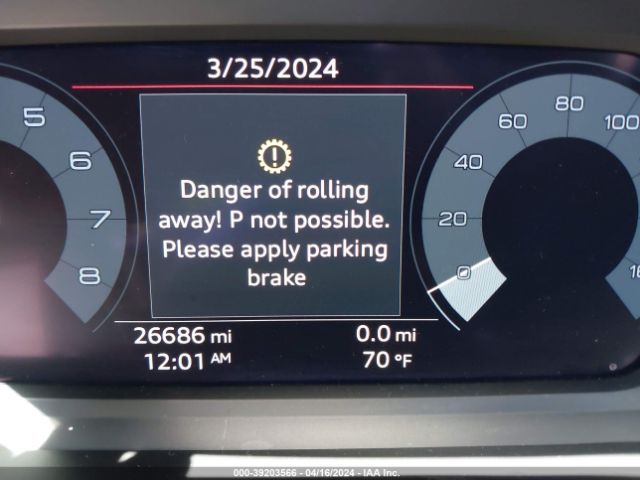 3/25/2024
5
6
7
8
!
Danger of rolling
away! P not possible.
Please apply parking
brake
0
20
40
60
80
100
26686 mi
0.0 mi
12:01 AM
70 °F
000-39203566 - 04/16/2024 - IAA Inc.